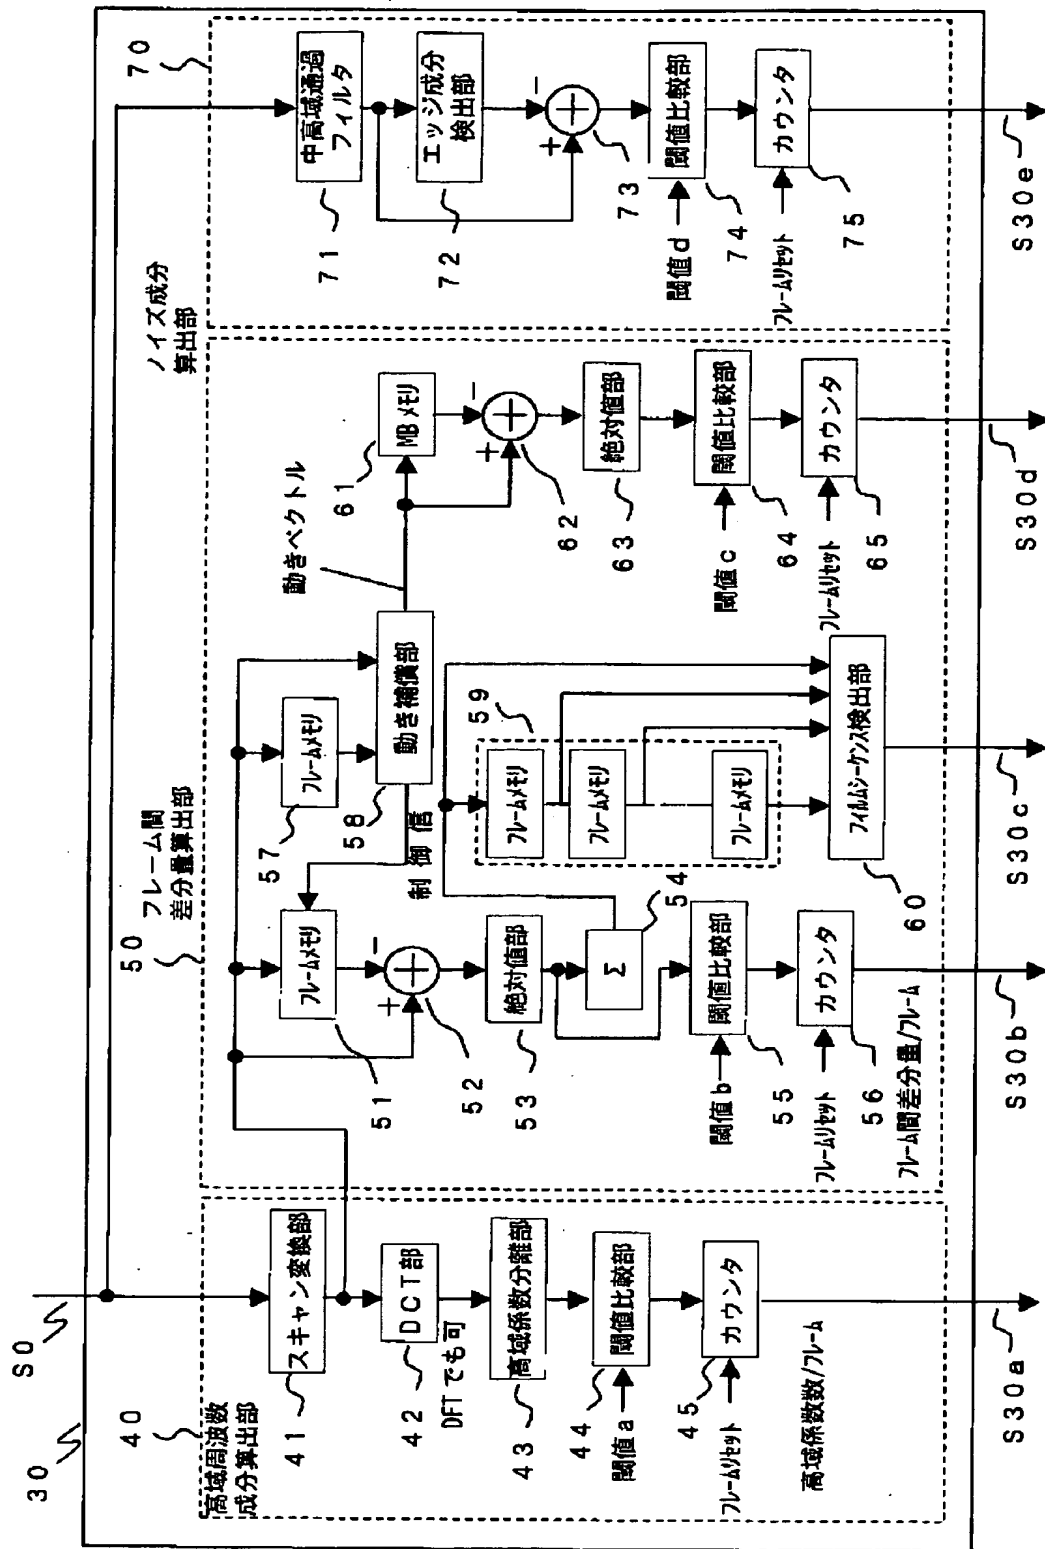 30
S0
40
高域周波数
成分算出部
スキャン変換部
41
DCT部
42
DFTでも可
高域係数分離部
43
閾値比較部
44
閾値a
カウンタ
45
フレームリセット
高域係数数/フレーム
S30a
50
フレーム間
差分量算出部
フレームメモリ
51
+
−
52
絶対値部
53
Σ
54
閾値比較部
閾値b
55
カウンタ
フレームリセット
56
フレーム間差分量/フレーム
S30b
フレームメモリ
57
動き補償部
58
制御信
59
フレームメモリ
フレームメモリ
フレームメモリ
フィルムシーケンス検出部
60
S30c
動きベクトル
MBメモリ
61
+
−
62
絶対値部
63
閾値比較部
閾値c
64
カウンタ
フレームリセット
65
S30d
ノイズ成分
算出部
70
中高域通過
フィルタ
71
エッジ成分
検出部
72
+
−
73
閾値比較部
閾値d
74
カウンタ
フレームリセット
75
S30e